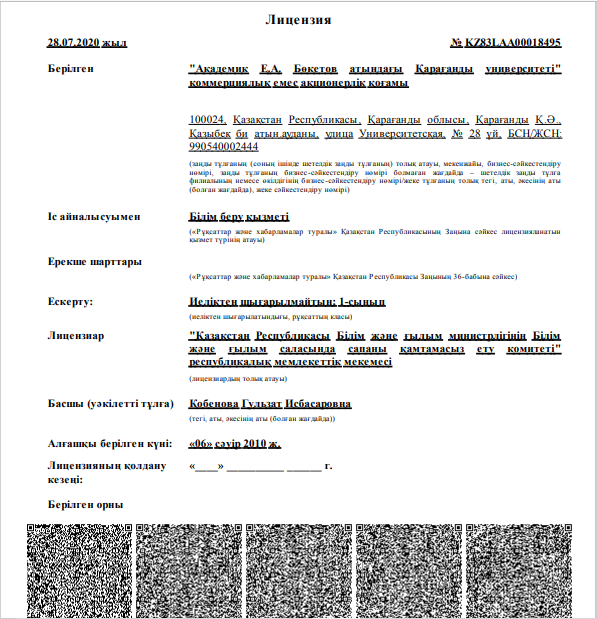 Лицензия
28.07.2020 жыл № KZ83LAA00018495
Берілген "Академик Е.А. Бөкетов атындағы Қарағанды университеті"
коммерциялық емес акционерлік қоғамы
100024, Қазақстан Республикасы, Қарағанды облысы, Қарағанды Қ.Ә.,
Қазыбек би атын.ауданы, улица Университетская, № 28 үй, БСН/ЖСН:
990540002444
(заңды тұлғаның (соның ішінде шетелдік заңды тұлғаның) толық атауы, мекенжайы, бизнес-сәйкестендіру
нөмірі, заңды тұлғаның бизнес-сәйкестендіру нөмірі болмаған жағдайда – шетелдік заңды тұлға
филиалының немесе өкілдігінің бизнес-сәйкестендіру нөмірі/жеке тұлғаның толық тегі, аты, әкесінің аты
(болған жағдайда), жеке сәйкестендіру нөмірі)
Іс айналысуымен Білім беру қызметі
(«Рұқсаттар және хабарламалар туралы» Қазақстан Республикасының Заңына сәйкес лицензияланатын
қызмет түрінің атауы)
Ерекше шарттары
(«Рұқсаттар және хабарламалар туралы» Қазақстан Республикасы Заңының 36-бабына сәйкес)
Ескерту: Иеліктен шығарылмайтын; 1-сынып
(иеліктен шығарылатындығы, рұқсаттың класы)
Лицензиар "Қазақстан Республикасы Білім және ғылым министрлігінің Білім
және ғылым саласында сапаны қамтамасыз ету комитеті"
республикалық мемлекеттік мекемесі
(лицензиардың толық атауы)
Басшы (уәкілетті тұлға) Кобенова Гульзат Исбасаровна
(тегі, аты, әкесінің аты (болған жағдайда))
Алғашқы берілген күні: «06» сәуір 2010 ж.
Лицензияның қолдану «____» __________ ______ г.
кезеңі:
Берілген орны